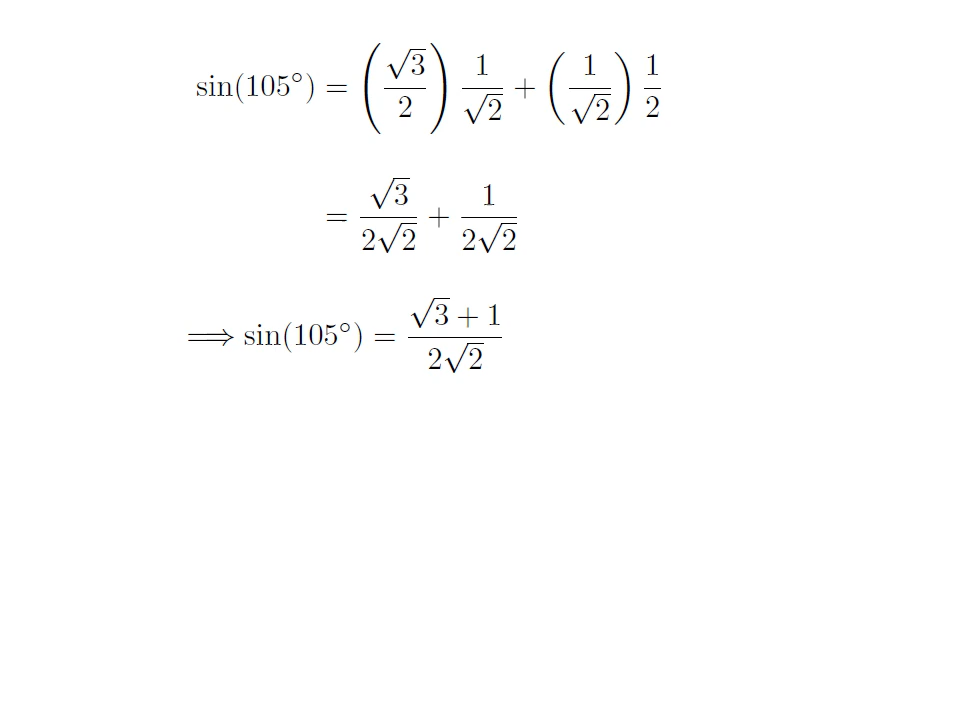 sin(105°) = (√3/2) 1/√2 + (1/√2) 1/2
= √3/2√2 + 1/2√2
⟹ sin(105°) = √3 + 1/2√2